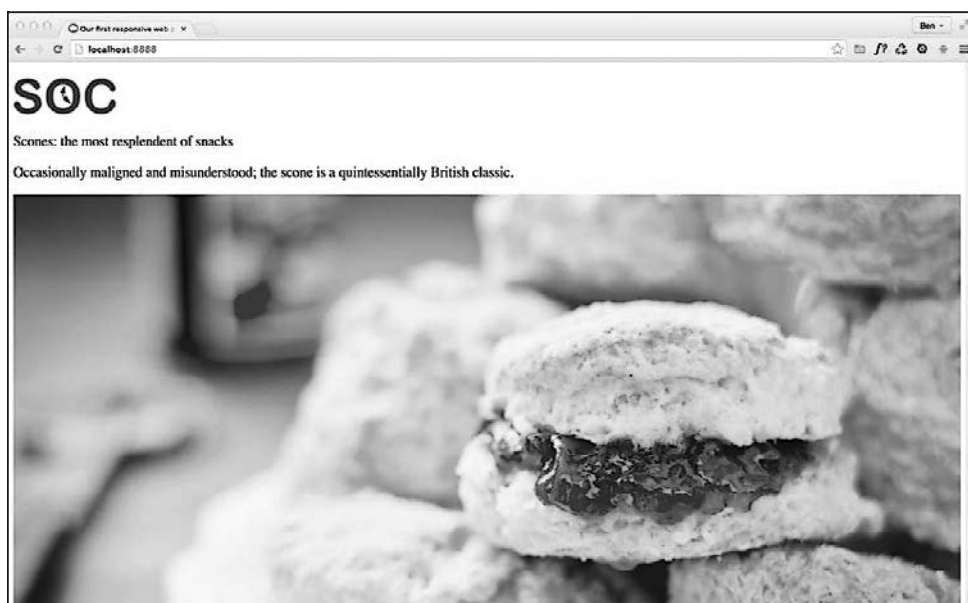 Our first responsive web
Ben
localhost:8888
SOC
Scones: the most resplendent of snacks
Occasionally maligned and misunderstood; the scone is a quintessentially British classic.